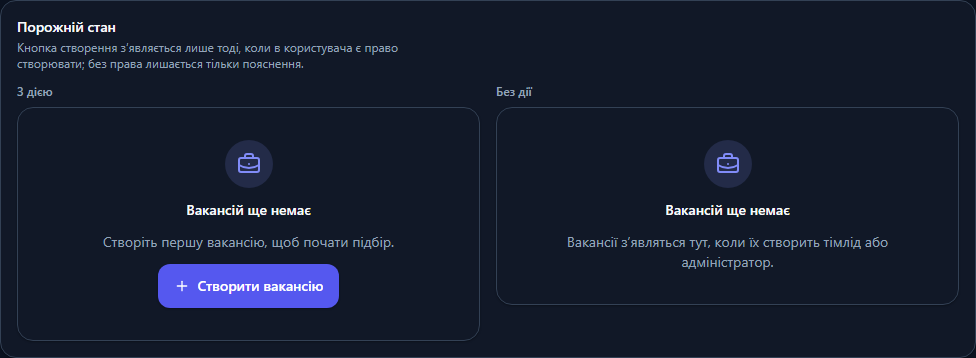 Порожній стан
Кнопка створення з’являється лише тоді, коли в користувача є право
створювати; без права лишається тільки пояснення.
З дією
Вакансій ще немає
Створіть першу вакансію, щоб почати підбір.
+ Створити вакансію
Без дії
Вакансій ще немає
Вакансії з’являться тут, коли їх створить тімлід або
адміністратор.